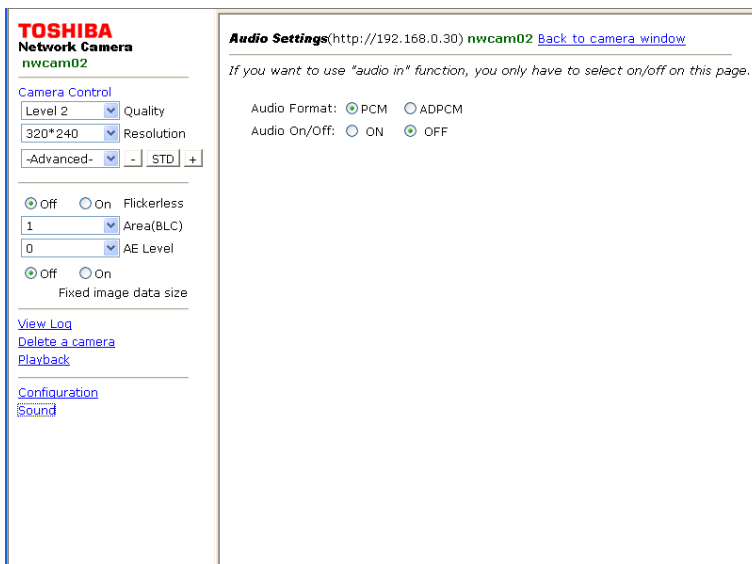 TOSHIBA
Network Camera
nwcam02
Camera Control
Level 2 Quality
320*240 Resolution
-Advanced- - STD +
Off On Flickerless
1 Area(BLC)
0 AE Level
Off On
Fixed image data size
View Log
Delete a camera
Playback
Configuration
Sound
Audio Settings(http://192.168.0.30) nwcam02 Back to camera window
If you want to use "audio in" function, you only have to select on/off on this page.
Audio Format: PCM ADPCM
Audio On/Off: ON OFF